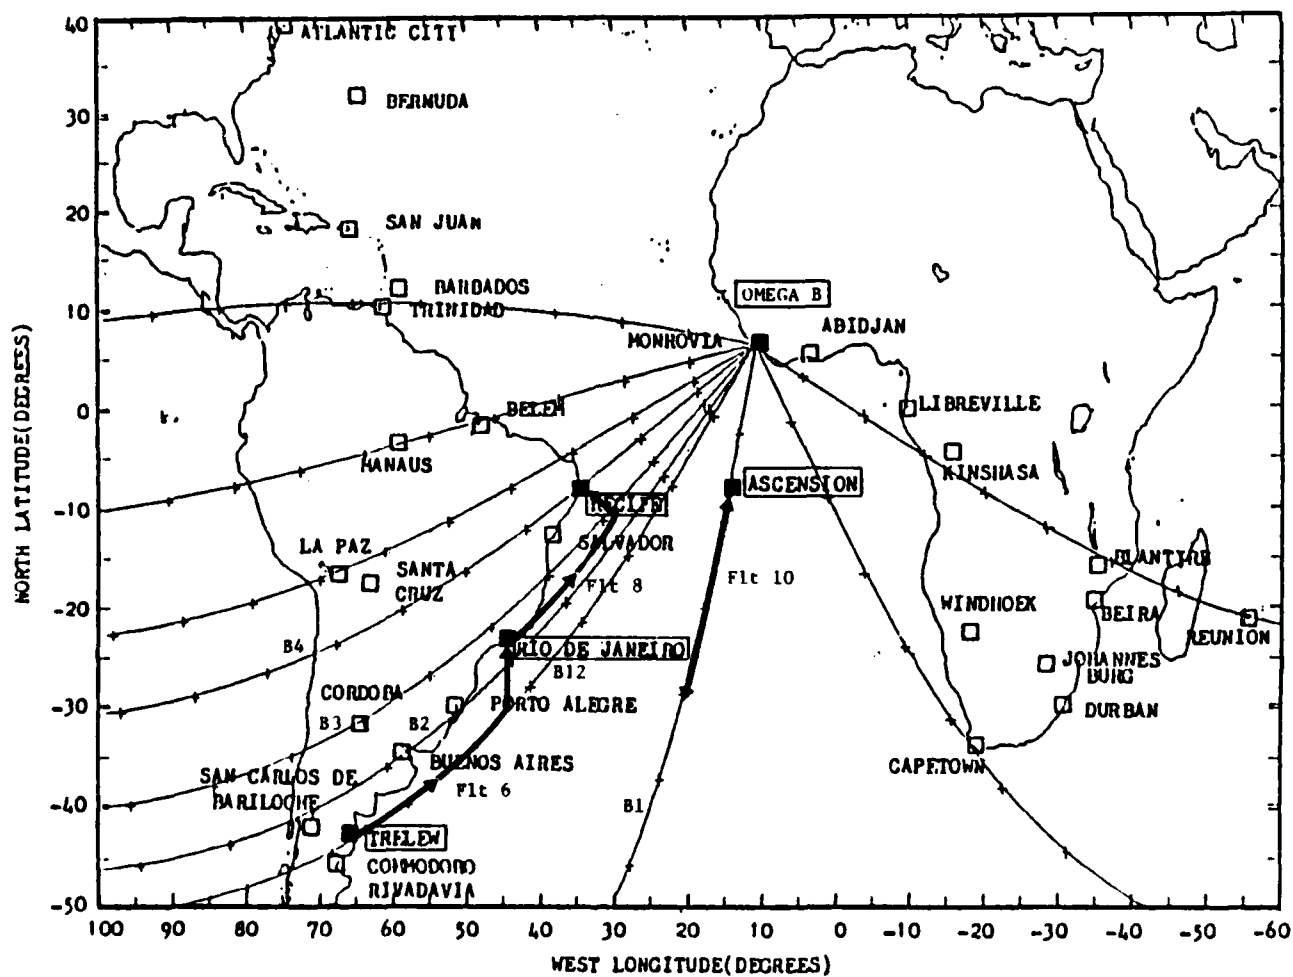 40
ATLANTIC CITY
BERMUDA
30
20
SAN JUAN
BARBADOS
TRINIDAD
10
OMEGA B
MONROVIA
ABIDJAN
0
BELEM
LIBREVILLE
MANAUS
KINSHASA
ASCENSION
RECIFE
-10
SALVADOR
LA PAZ
SANTA
CRUZ
Flt 8
Flt 10
BLANTIRE
-20
WINDHOEK
BEIRA
REUNION
RIO DE JANEIRO
B4
B12
JOHANNES
BURG
CORDOBA
-30
B3
B2
PORTO ALEGRE
DURBAN
BUENOS AIRES
CAPETOWN
SAN CARLOS DE
BARILOCHE
Flt 6
B1
-40
TRELEW
COMMODORO
RIVADAVIA
-50
100 90 80 70 60 50 40 30 20 10 0 -10 -20 -30 -40 -50 -60
WEST LONGITUDE(DEGREES)
NORTH LATITUDE(DEGREES)